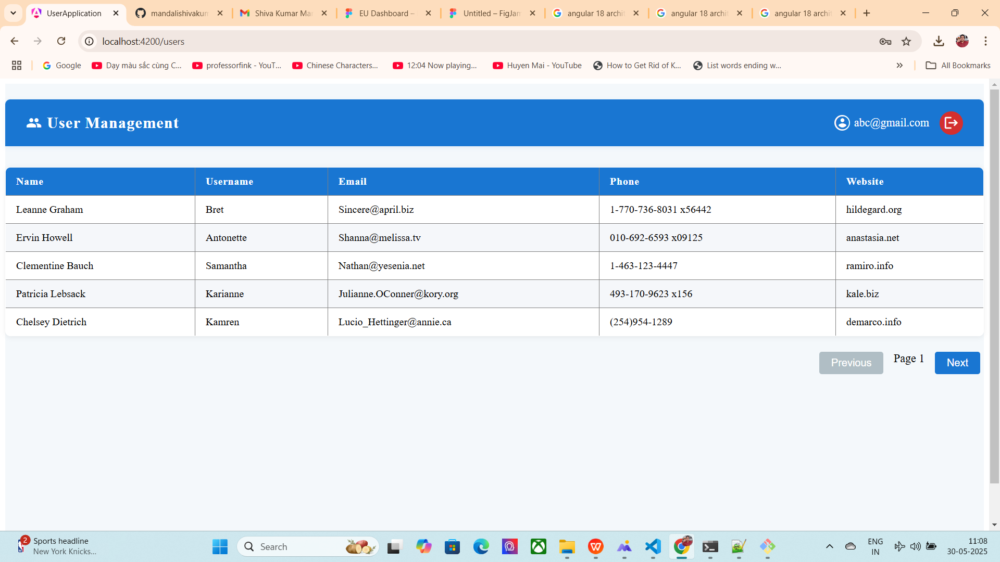 UserApplication
mandalishivakum
Shiva Kumar Man
EU Dashboard –
Untitled – FigJam
angular 18 archit
angular 18 archit
angular 18 archit
localhost:4200/users
Google
Dạy màu sắc cùng C...
professorfink - YouT...
Chinese Characters...
12:04 Now playing...
Huyen Mai - YouTube
How to Get Rid of K...
List words ending w...
All Bookmarks
User Management
abc@gmail.com
Name Username Email Phone Website
Leanne Graham Bret Sincere@april.biz 1-770-736-8031 x56442 hildegard.org
Ervin Howell Antonette Shanna@melissa.tv 010-692-6593 x09125 anastasia.net
Clementine Bauch Samantha Nathan@yesenia.net 1-463-123-4447 ramiro.info
Patricia Lebsack Karianne Julianne.OConner@kory.org 493-170-9623 x156 kale.biz
Chelsey Dietrich Kamren Lucio_Hettinger@annie.ca (254)954-1289 demarco.info
Previous Page 1 Next
2
Sports headline
New York Knicks...
Search
ENG
IN
11:08
30-05-2025